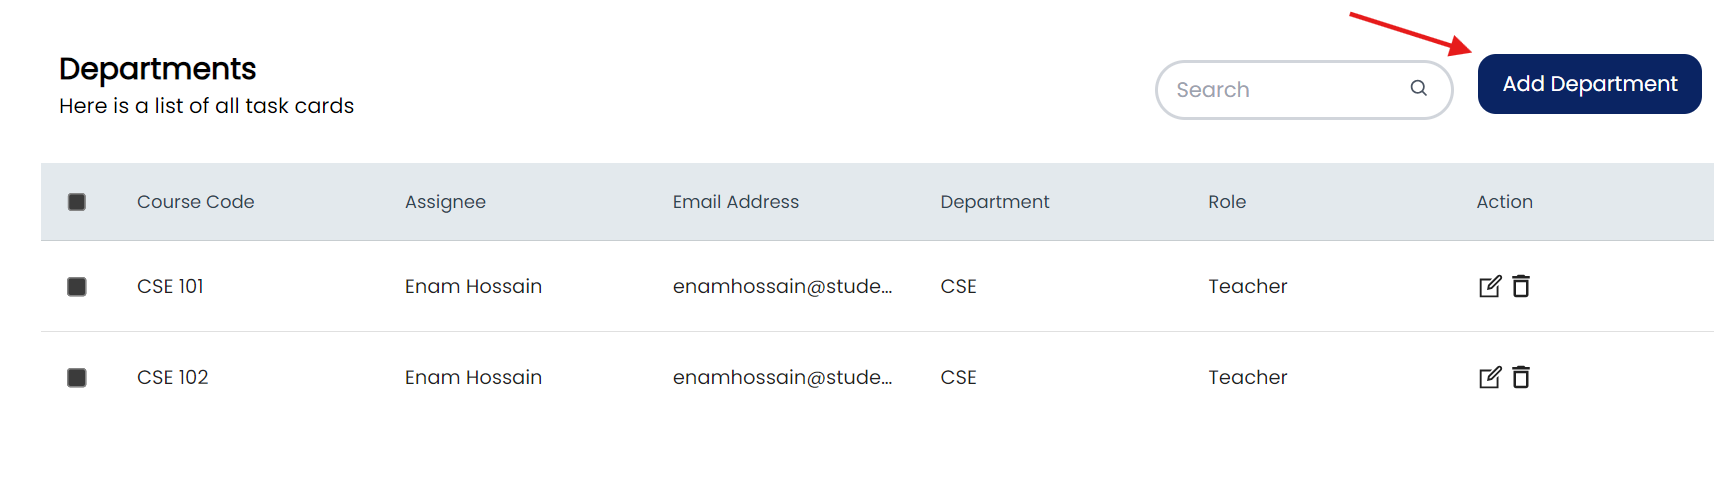 Departments
Here is a list of all task cards
Search
Add Department
Course Code Assignee Email Address Department Role Action
CSE 101 Enam Hossain enamhossain@stude... CSE Teacher
CSE 102 Enam Hossain enamhossain@stude... CSE Teacher